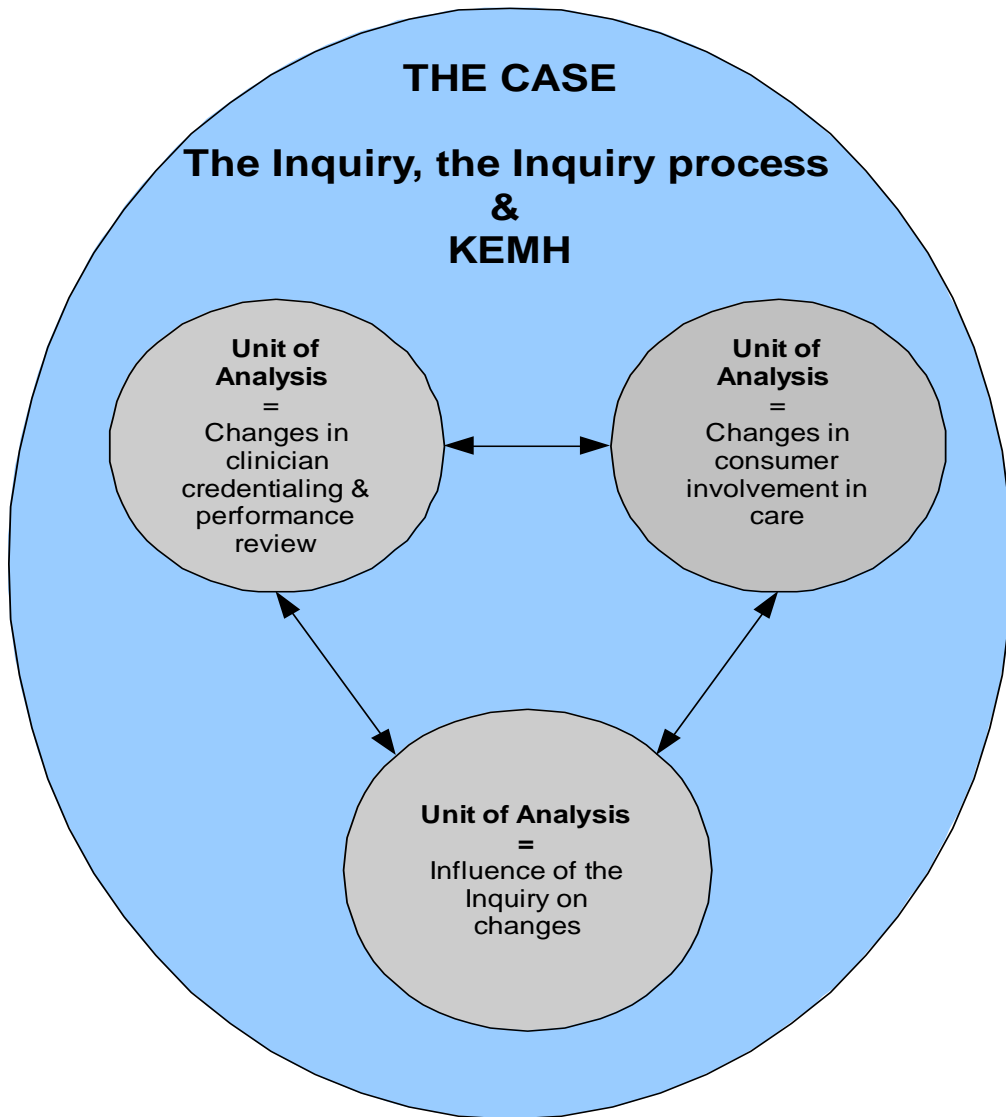 THE CASE
The Inquiry, the Inquiry process
&
KEMH
Unit of
Analysis
=
Changes in
clinician
credentialing &
performance
review
Unit of
Analysis
=
Changes in
consumer
involvement in
care
Unit of Analysis
=
Influence of the
Inquiry on
changes